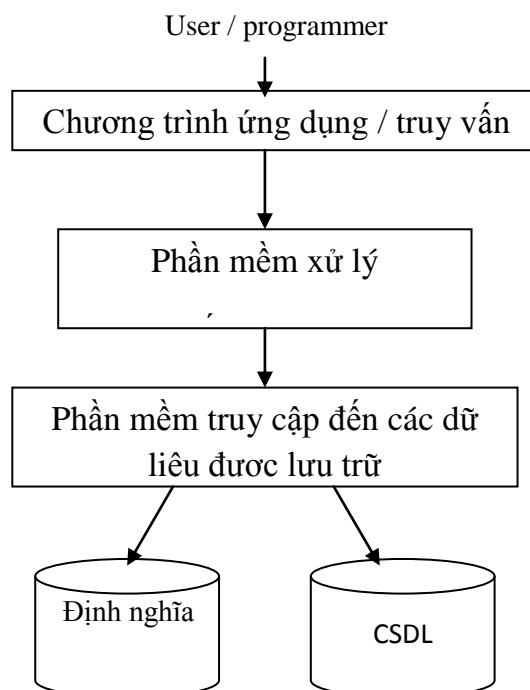 User / programmer
Chương trình ứng dụng / truy vấn
Phần mềm xử lý
Phần mềm truy cập đến các dữ
liêu đươc lưu trữ
Định nghĩa
CSDL